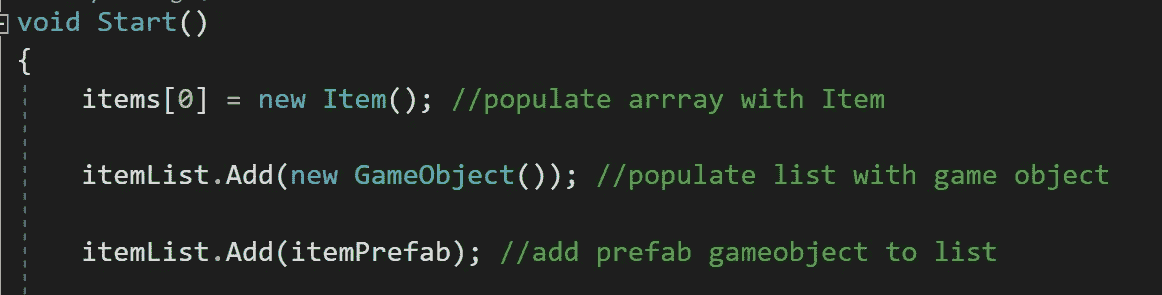 void Start()
{
items[0] = new Item(); //populate arrray with Item
itemList.Add(new GameObject()); //populate list with game object
itemList.Add(itemPrefab); //add prefab gameobject to list